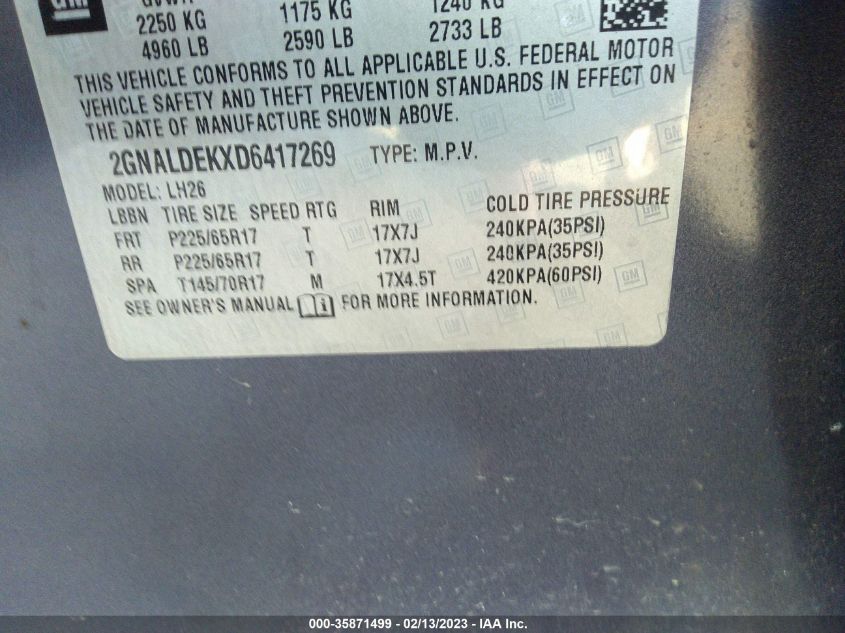 GM
2250 KG 1175 KG 1240 KG
4960 LB 2590 LB 2733 LB
THIS VEHICLE CONFORMS TO ALL APPLICABLE U.S. FEDERAL MOTOR
VEHICLE SAFETY AND THEFT PREVENTION STANDARDS IN EFFECT ON
THE DATE OF MANUFACTURE SHOWN ABOVE.
2GNALDEKXD6417269 TYPE: M.P.V.
MODEL: LH26
LBBN TIRE SIZE SPEED RTG RIM COLD TIRE PRESSURE
FRT P225/65R17 T 17X7J 240KPA(35PSI)
RR P225/65R17 T 17X7J 240KPA(35PSI)
SPA T145/70R17 M 17X4.5T 420KPA(60PSI)
SEE OWNER'S MANUAL FOR MORE INFORMATION.
000-35871499 — 02/13/2023 — IAA Inc.